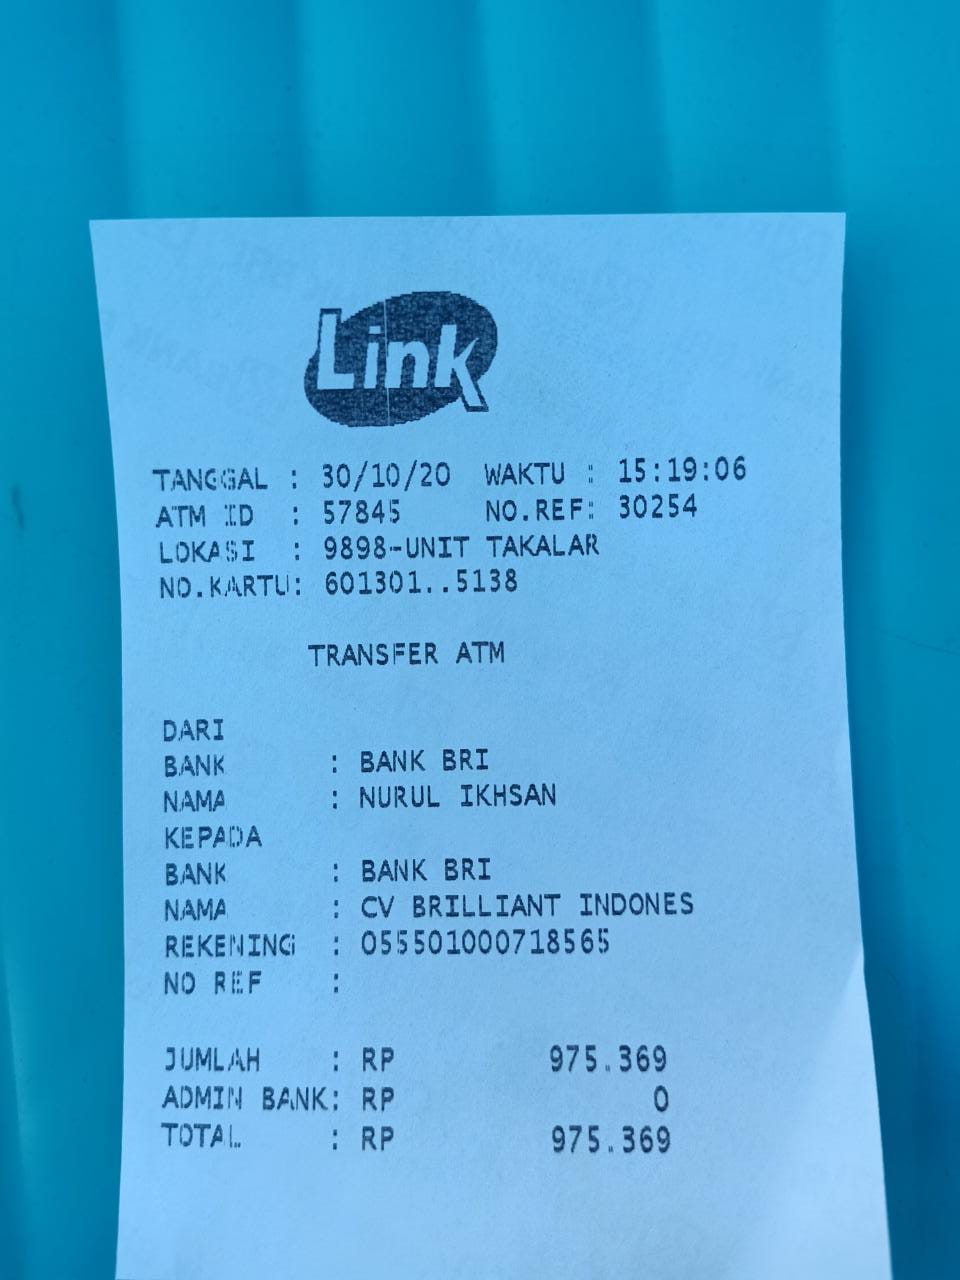 Link
TANGGAL : 30/10/20 WAKTU : 15:19:06
ATM ID : 57845 NO.REF: 30254
LOKASI : 9898-UNIT TAKALAR
NO.KARTU: 601301..5138
TRANSFER ATM
DARI
BANK : BANK BRI
NAMA : NURUL IKHSAN
KEPADA
BANK : BANK BRI
NAMA : CV BRILLIANT INDONES
REKENING : 055501000718565
NO REF :
JUMLAH : RP 975.369
ADMIN BANK: RP 0
TOTAL : RP 975.369